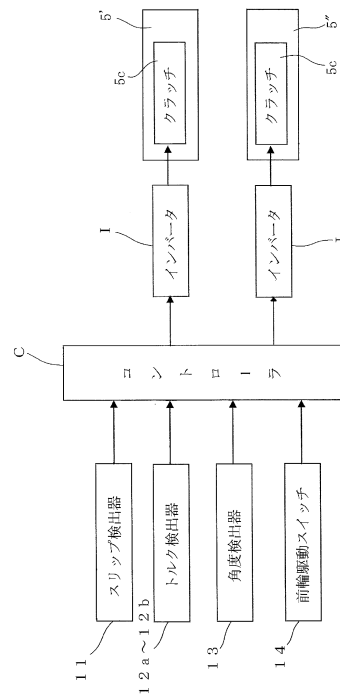 11
スリップ検出器
12a～12b
トルク検出器
13
角度検出器
14
前輪駆動スイッチ
C
コントローラ
I
インバータ
インバータ
5'
5c
クラッチ
5"
5c
クラッチ